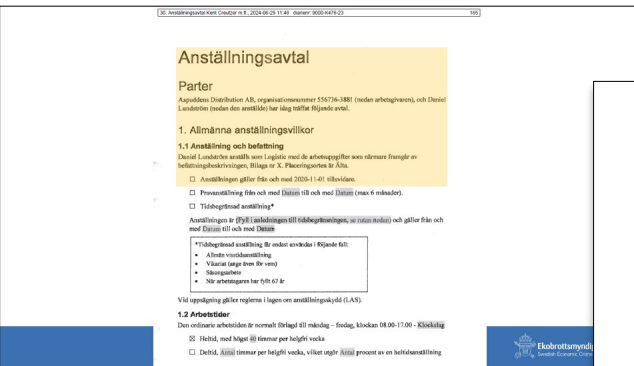 30. Anställningsavtal Kent Creutzer m.fl., 2024-06-29 11:48 diarienr: 9000-K476-23
165
Anställningsavtal
Parter
Aspuddens Distribution AB, organisationsnummer 556736-3881 (nedan arbetsgivaren), och Daniel
Lundström (nedan den anställde) har idag träffat följande avtal.
1. Allmänna anställningsvillkor
1.1 Anställning och befattning
Daniel Lundström anställs som Logistic med de arbetsuppgifter som närmare framgår av
befattningsbeskrivningen, Bilaga nr X. Placeringsorten är Älta.
☐ Anställningen gäller från och med 2020-11-01 tillsvidare.
☐ Provanställning från och med Datum till och med Datum (max 6 månader).
☐ Tidsbegränsad anställning*
Anställningen är (Fyll i anledningen till tidsbegränsningen, se rutan nedan) och gäller från och
med Datum till och med Datum
*Tidsbegränsad anställning får endast användas i följande fall:
• Allmän visstidsanställning
• Vikariat (ange även för vem)
• Säsongsarbete
• När arbetstagaren har fyllt 67 år
Vid uppsägning gäller reglerna i lagen om anställningsskydd (LAS).
1.2 Arbetstider
Den ordinarie arbetstiden är normalt förlagd till måndag – fredag, klockan 08.00-17.00 - Klockslag
☒ Heltid, med högst 40 timmar per helgfri vecka
☐ Deltid, Antal timmar per helgfri vecka, vilket utgör Antal procent av en heltidsanställning
Ekobrottsmyndig
Swedish Economic Crime